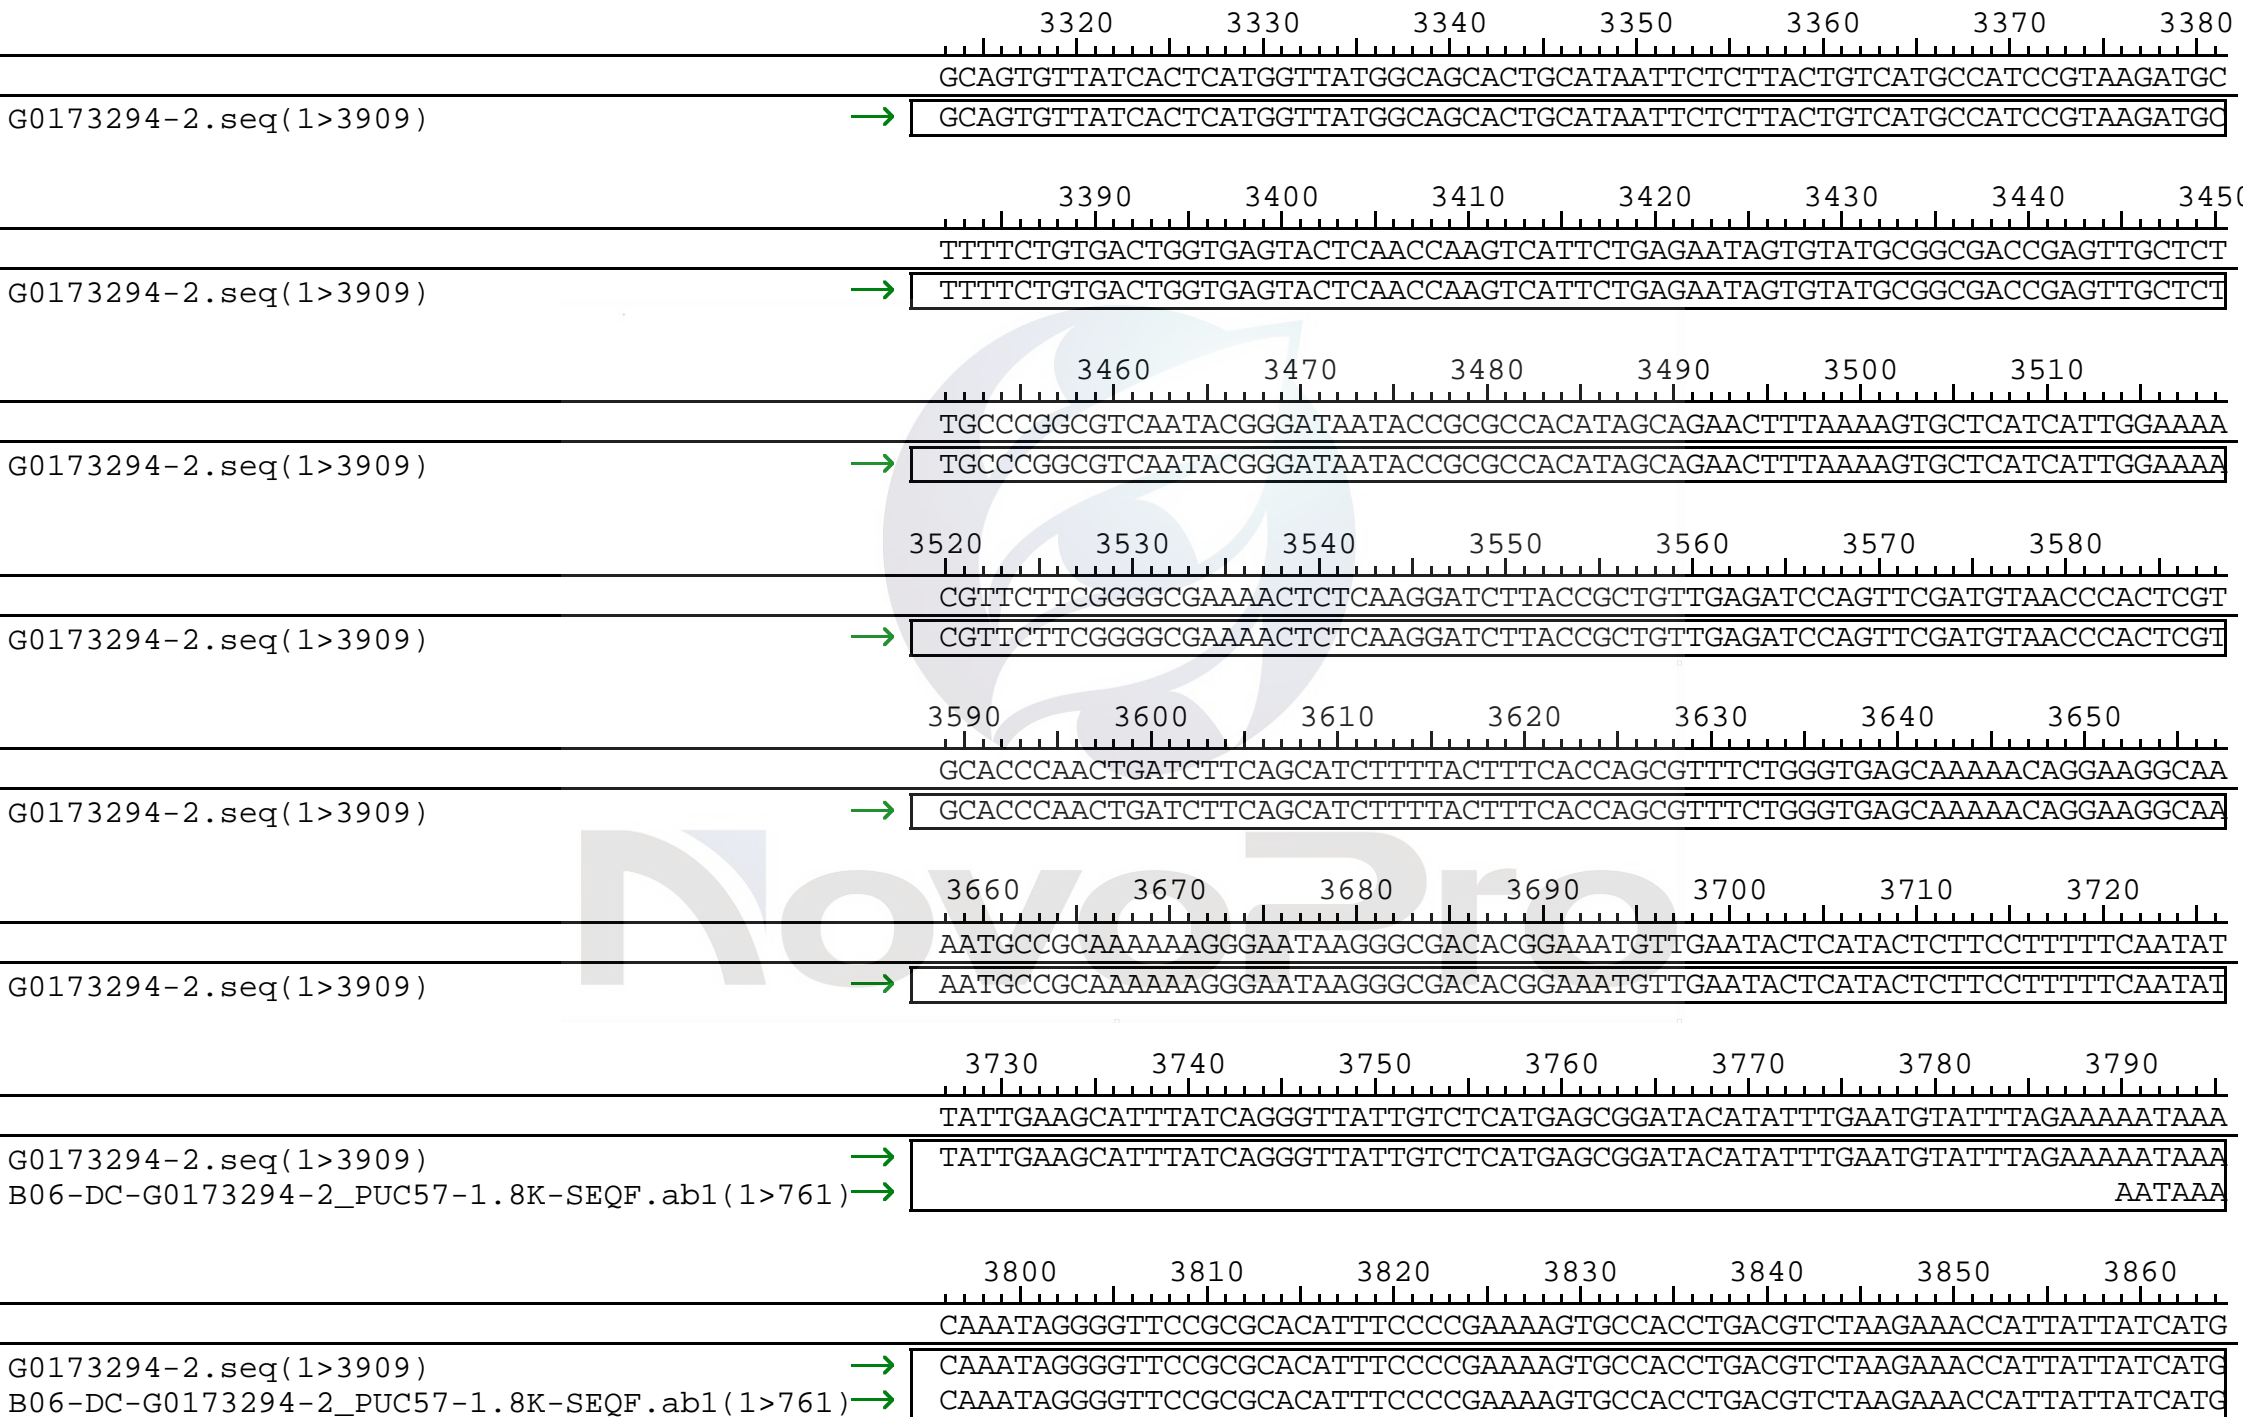 3320 3330 3340 3350 3360 3370 3380
GCAGTGTTATCACTCATGGTTATGGCAGCACTGCATAATTCTCTTACTGTCATGCCATCCGTAAGATGC
G0173294-2.seq(1>3909) → GCAGTGTTATCACTCATGGTTATGGCAGCACTGCATAATTCTCTTACTGTCATGCCATCCGTAAGATGC
3390 3400 3410 3420 3430 3440 3450
TTTTCTGTGACTGGTGAGTACTCAACCAAGTCATTCTGAGAATAGTGTATGCGGCGACCGAGTTGCTCT
G0173294-2.seq(1>3909) → TTTTCTGTGACTGGTGAGTACTCAACCAAGTCATTCTGAGAATAGTGTATGCGGCGACCGAGTTGCTCT
3460 3470 3480 3490 3500 3510
TGCCCGGCGTCAATACGGGATAATACCGCGCCACATAGCAGAACTTTAAAAGTGCTCATCATTGGAAAA
G0173294-2.seq(1>3909) → TGCCCGGCGTCAATACGGGATAATACCGCGCCACATAGCAGAACTTTAAAAGTGCTCATCATTGGAAAA
3520 3530 3540 3550 3560 3570 3580
CGTTCTTCGGGGCGAAAACTCTCAAGGATCTTACCGCTGTTGAGATCCAGTTCGATGTAACCCACTCGT
G0173294-2.seq(1>3909) → CGTTCTTCGGGGCGAAAACTCTCAAGGATCTTACCGCTGTTGAGATCCAGTTCGATGTAACCCACTCGT
3590 3600 3610 3620 3630 3640 3650
GCACCCAACTGATCTTCAGCATCTTTTACTTTCACCAGCGTTTCTGGGTGAGCAAAAACAGGAAGGCAA
G0173294-2.seq(1>3909) → GCACCCAACTGATCTTCAGCATCTTTTACTTTCACCAGCGTTTCTGGGTGAGCAAAAACAGGAAGGCAA
NovoPro
3660 3670 3680 3690 3700 3710 3720
AATGCCGCAAAAAAGGGAATAAGGGCGACACGGAAATGTTGAATACTCATACTCTTCCTTTTTCAATAT
G0173294-2.seq(1>3909) → AATGCCGCAAAAAAGGGAATAAGGGCGACACGGAAATGTTGAATACTCATACTCTTCCTTTTTCAATAT
3730 3740 3750 3760 3770 3780 3790
TATTGAAGCATTTATCAGGGTTATTGTCTCATGAGCGGATACATATTTGAATGTATTTAGAAAAATAAA
G0173294-2.seq(1>3909) → TATTGAAGCATTTATCAGGGTTATTGTCTCATGAGCGGATACATATTTGAATGTATTTAGAAAAATAAA
B06-DC-G0173294-2_PUC57-1.8K-SEQF.ab1(1>761) → AATAAA
3800 3810 3820 3830 3840 3850 3860
CAAATAGGGGTTCCGCGCACATTTCCCCGAAAAGTGCCACCTGACGTCTAAGAAACCATTATTATCATG
G0173294-2.seq(1>3909) → CAAATAGGGGTTCCGCGCACATTTCCCCGAAAAGTGCCACCTGACGTCTAAGAAACCATTATTATCATG
B06-DC-G0173294-2_PUC57-1.8K-SEQF.ab1(1>761) → CAAATAGGGGTTCCGCGCACATTTCCCCGAAAAGTGCCACCTGACGTCTAAGAAACCATTATTATCATG